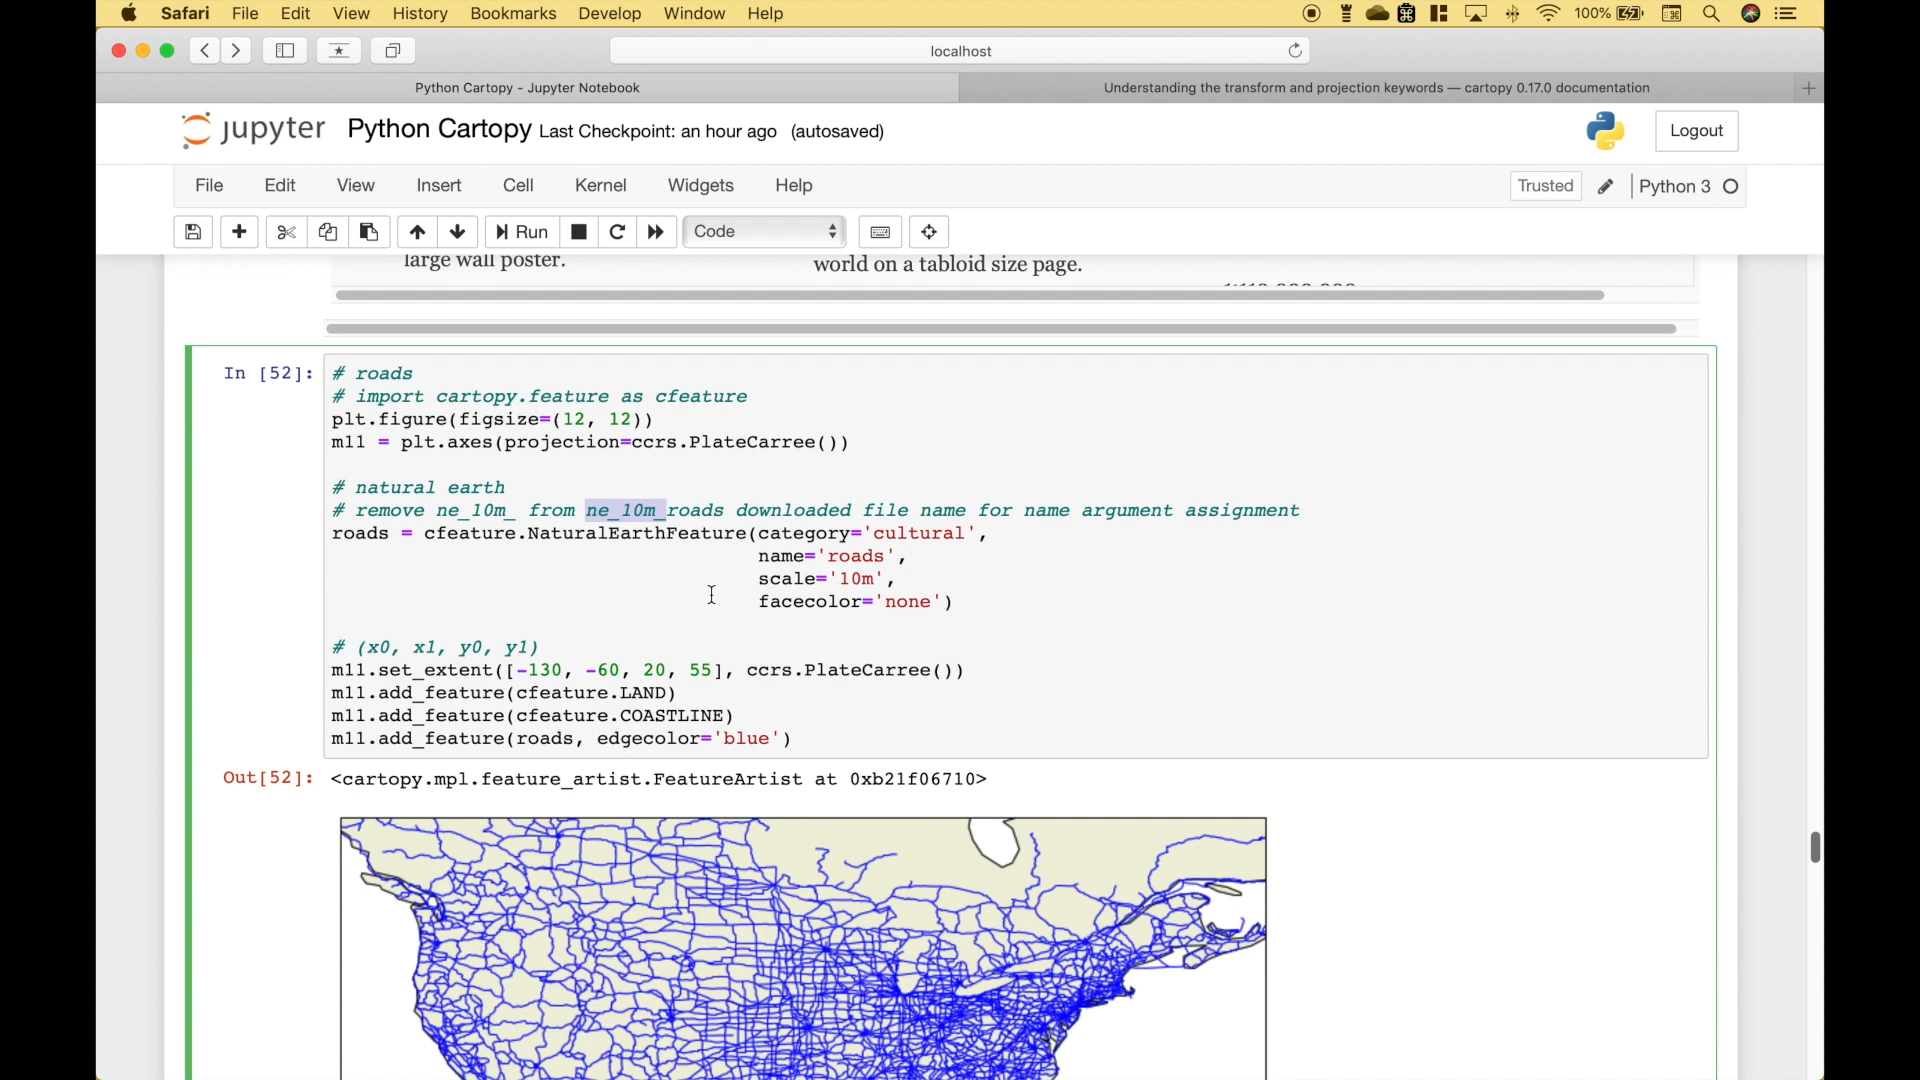 Safari File Edit View History Bookmarks Develop Window Help 100%
localhost
Python Cartopy - Jupyter Notebook Understanding the transform and projection keywords — cartopy 0.17.0 documentation
jupyter Python Cartopy Last Checkpoint: an hour ago (autosaved) Logout
File Edit View Insert Cell Kernel Widgets Help Trusted Python 3
Run Code
large wall poster. world on a tabloid size page.
In [52]: # roads
# import cartopy.feature as cfeature
plt.figure(figsize=(12, 12))
m11 = plt.axes(projection=ccrs.PlateCarree())
# natural earth
# remove ne_10m_ from ne_10m_roads downloaded file name for name argument assignment
roads = cfeature.NaturalEarthFeature(category='cultural',
name='roads',
scale='10m',
facecolor='none')
# (x0, x1, y0, y1)
m11.set_extent([-130, -60, 20, 55], ccrs.PlateCarree())
m11.add_feature(cfeature.LAND)
m11.add_feature(cfeature.COASTLINE)
m11.add_feature(roads, edgecolor='blue')
Out[52]: <cartopy.mpl.feature_artist.FeatureArtist at 0xb21f06710>